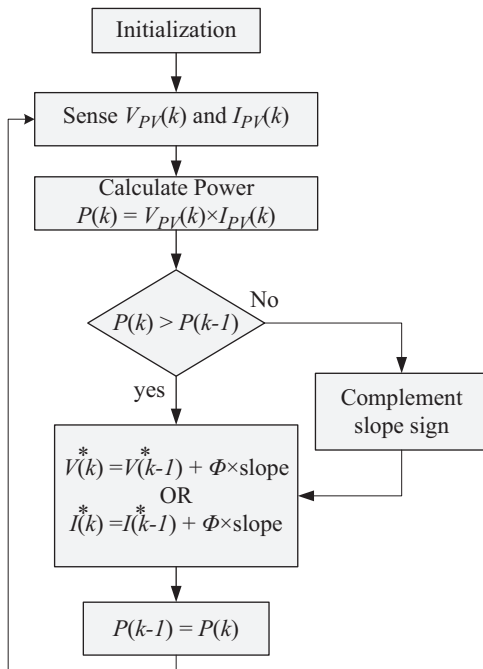 Initialization
Sense V_PV(k) and I_PV(k)
Calculate Power
P(k) = V_PV(k)×I_PV(k)
P(k) > P(k-1)
No
yes
Complement
slope sign
V*(k) =V*(k-1) + Φ×slope
OR
I*(k) =I*(k-1) + Φ×slope
P(k-1) = P(k)